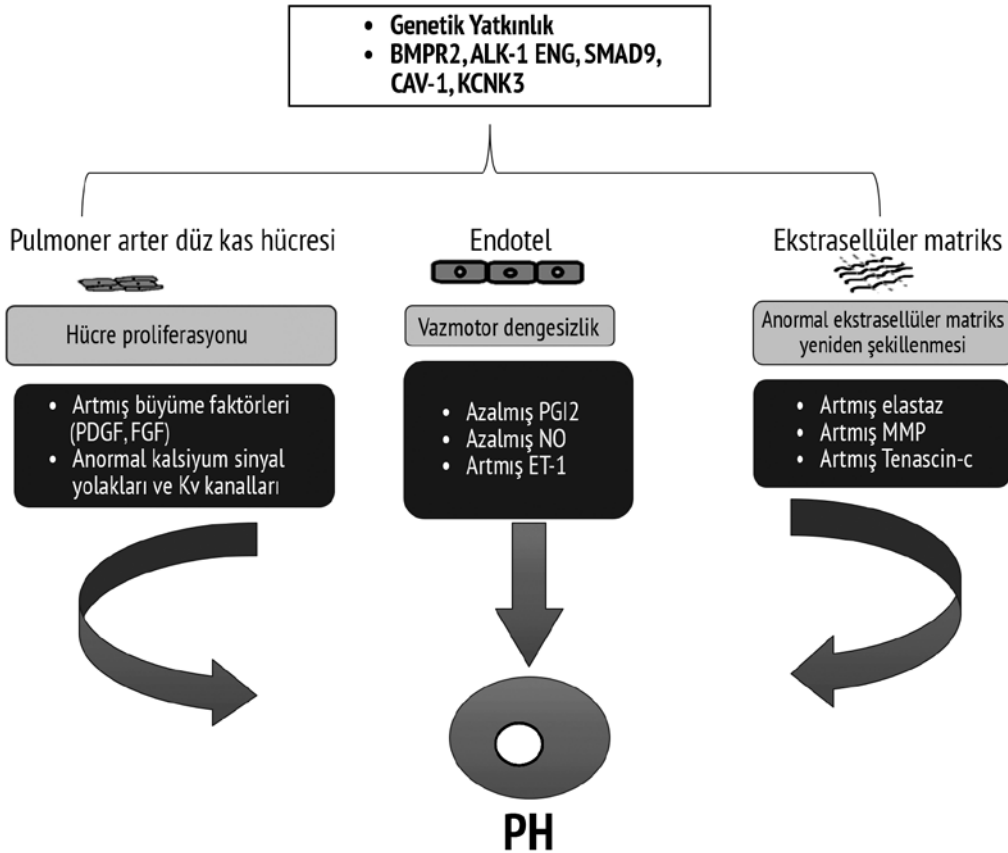 • Genetik Yatkınlık
• BMPR2, ALK-1 ENG, SMAD9,
CAV-1, KCNK3
Pulmoner arter düz kas hücresi
Hücre proliferasyonu
• Artmış büyüme faktörleri
(PDGF, FGF)
• Anormal kalsiyum sinyal
yolakları ve Kv kanalları
Endotel
Vazmotor dengesizlik
• Azalmış PGI2
• Azalmış NO
• Artmış ET-1
Ekstrasellüler matriks
Anormal ekstrasellüler matriks
yeniden şekillenmesi
• Artmış elastaz
• Artmış MMP
• Artmış Tenascin-c
PH